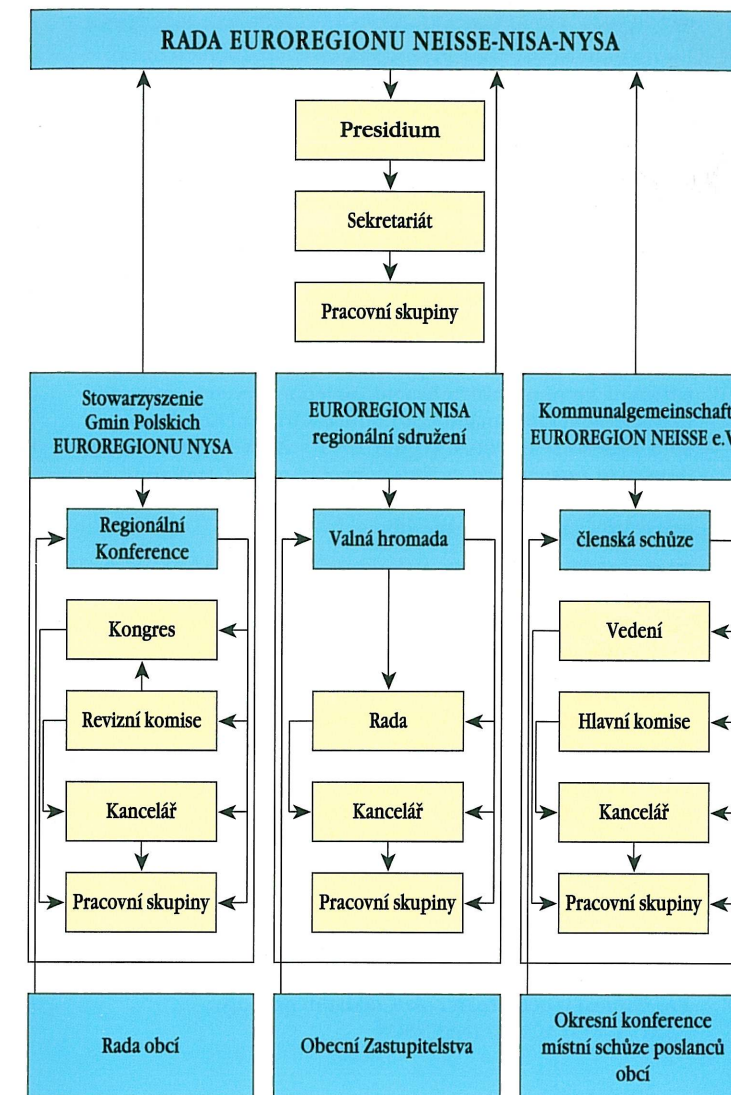 RADA EUROREGIONU NEISSE-NISA-NYSA
Presidium
Sekretariát
Pracovní skupiny
Stowarzyszenie
Gmin Polskich
EUROREGIONU NYSA
Regionální
Konference
Kongres
Revizní komise
Kancelář
Pracovní skupiny
Rada obcí
EUROREGION NISA
regionální sdružení
Valná hromada
Rada
Kancelář
Pracovní skupiny
Obecní Zastupitelstva
Kommunalgemeinschaft
EUROREGION NEISSE e.V
členská schůze
Vedení
Hlavní komise
Kancelář
Pracovní skupiny
Okresní konference
místní schůze poslanců
obcí